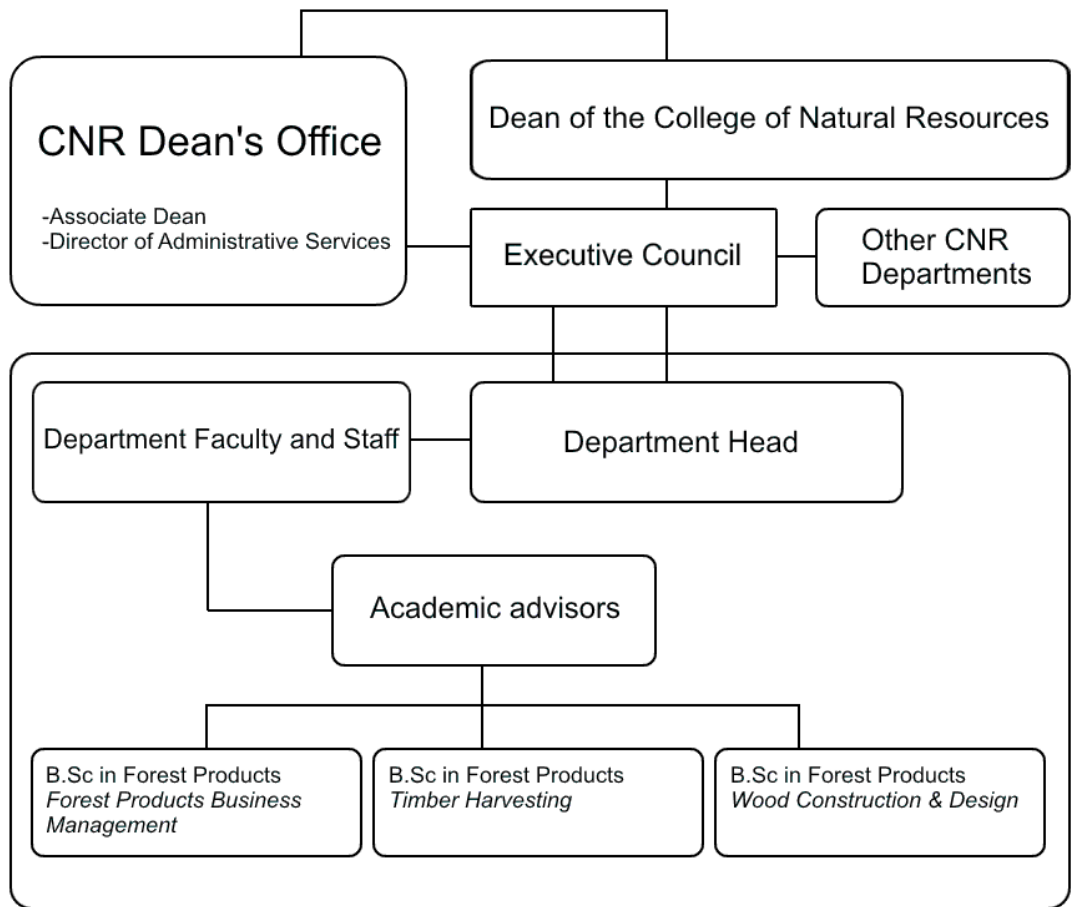 CNR Dean's Office
-Associate Dean
-Director of Administrative Services
Dean of the College of Natural Resources
Executive Council
Other CNR
Departments
Department Faculty and Staff
Department Head
Academic advisors
B.Sc in Forest Products
Forest Products Business
Management
B.Sc in Forest Products
Timber Harvesting
B.Sc in Forest Products
Wood Construction & Design